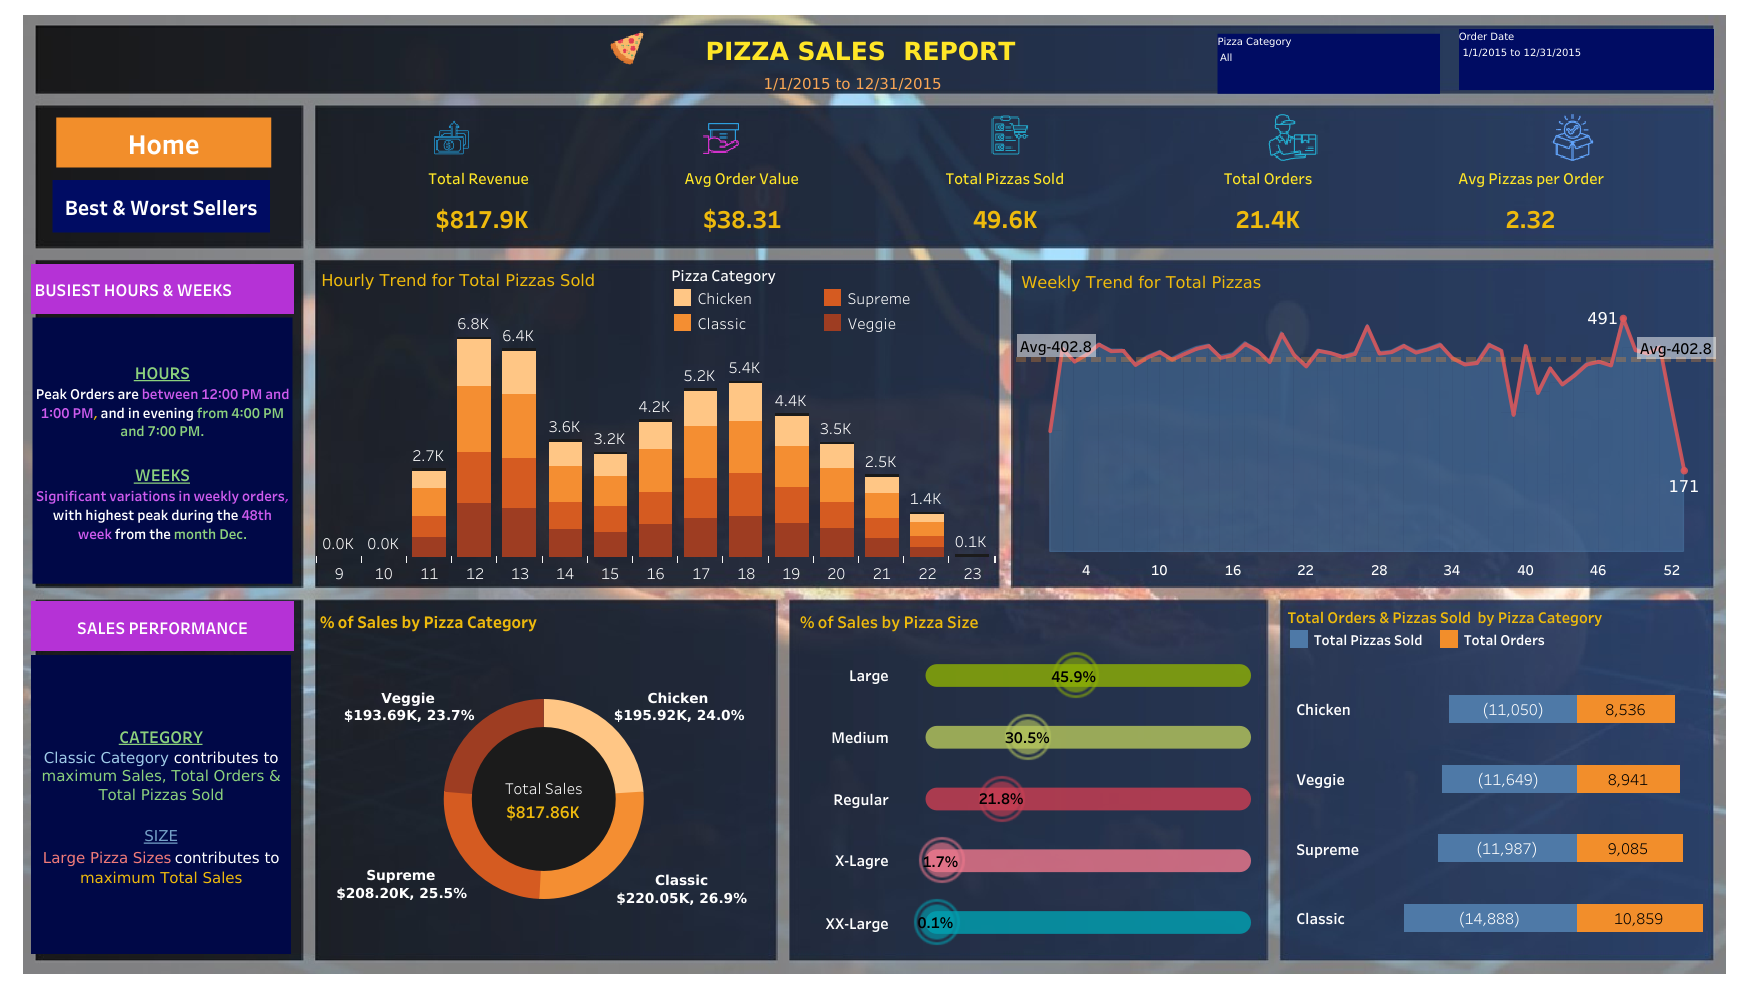 PIZZA SALES  REPORT
1/1/2015 to 12/31/2015
Pizza Category
All
Order Date
1/1/2015 to 12/31/2015
Home
Best & Worst Sellers
Total Revenue
$817.9K
Avg Order Value
$38.31
Total Pizzas Sold
49.6K
Total Orders
21.4K
Avg Pizzas per Order
2.32
BUSIEST HOURS & WEEKS
HOURS
Peak Orders are between 12:00 PM and
1:00 PM, and in evening from 4:00 PM
and 7:00 PM.
WEEKS
Significant variations in weekly orders,
with highest peak during the 48th
week from the month Dec.
Hourly Trend for Total Pizzas Sold
Pizza Category
Chicken
Supreme
Classic
Veggie
0.0K 0.0K 2.7K 6.8K 6.4K 3.6K 3.2K 4.2K 5.2K 5.4K 4.4K 3.5K 2.5K 1.4K 0.1K
9 10 11 12 13 14 15 16 17 18 19 20 21 22 23
Weekly Trend for Total Pizzas
491
Avg-402.8
Avg-402.8
171
4 10 16 22 28 34 40 46 52
SALES PERFORMANCE
CATEGORY
Classic Category contributes to
maximum Sales, Total Orders &
Total Pizzas Sold
SIZE
Large Pizza Sizes contributes to
maximum Total Sales
% of Sales by Pizza Category
Veggie
$193.69K, 23.7%
Chicken
$195.92K, 24.0%
Total Sales
$817.86K
Supreme
$208.20K, 25.5%
Classic
$220.05K, 26.9%
% of Sales by Pizza Size
Large 45.9%
Medium 30.5%
Regular 21.8%
X-Lagre 1.7%
XX-Large 0.1%
Total Orders & Pizzas Sold  by Pizza Category
Total Pizzas Sold
Total Orders
Chicken (11,050) 8,536
Veggie (11,649) 8,941
Supreme (11,987) 9,085
Classic (14,888) 10,859